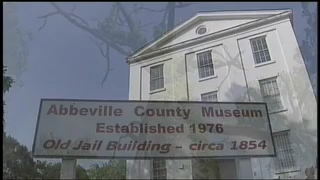 Abbeville County Museum
Established 1976
Old Jail Building - circa 1854